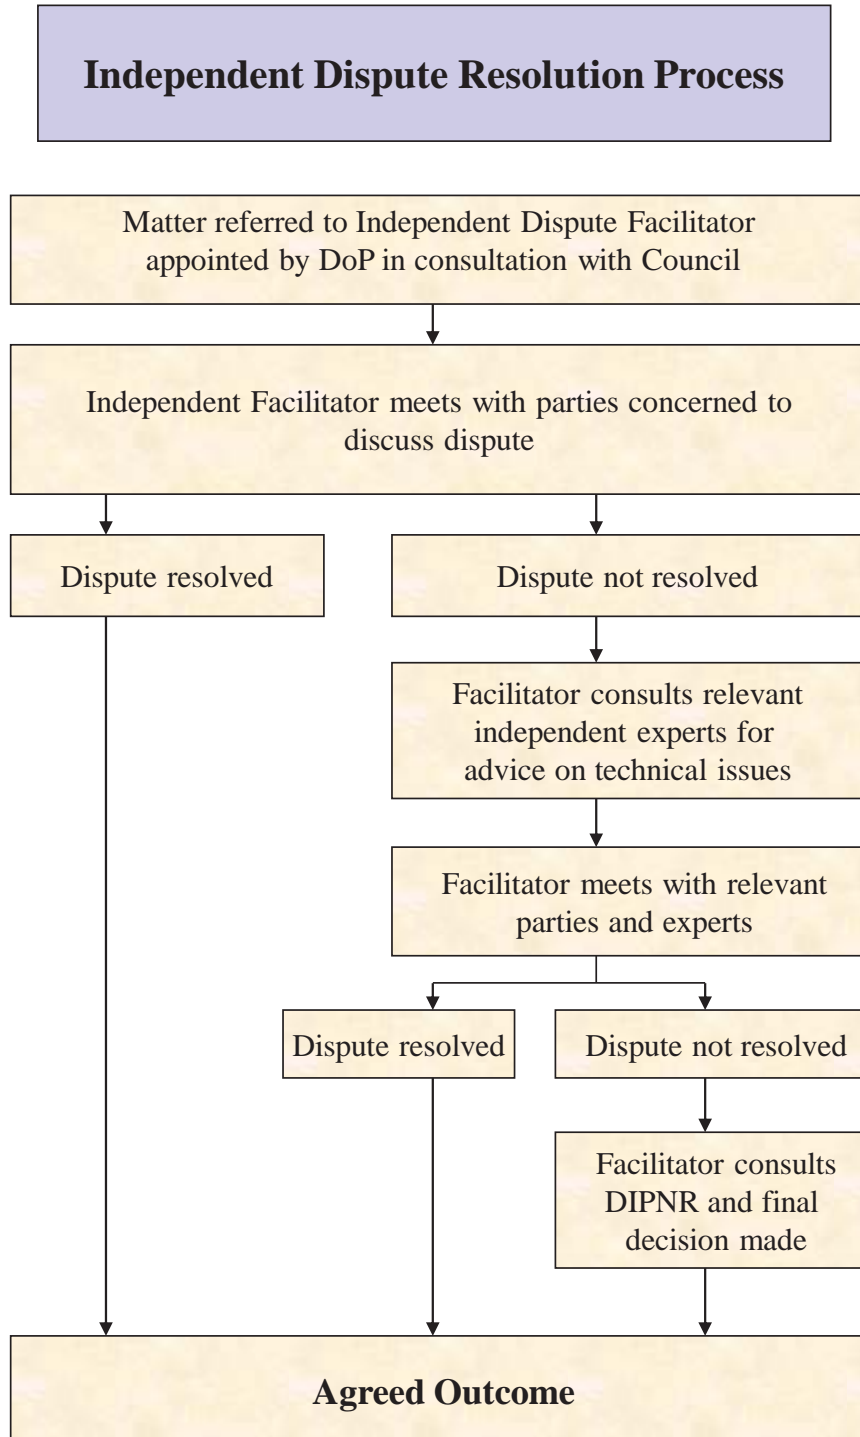 Independent Dispute Resolution Process
Matter referred to Independent Dispute Facilitator
appointed by DoP in consultation with Council
Independent Facilitator meets with parties concerned to
discuss dispute
Dispute resolved
Dispute not resolved
Facilitator consults relevant
independent experts for
advice on technical issues
Facilitator meets with relevant
parties and experts
Dispute resolved
Dispute not resolved
Facilitator consults
DIPNR and final
decision made
Agreed Outcome